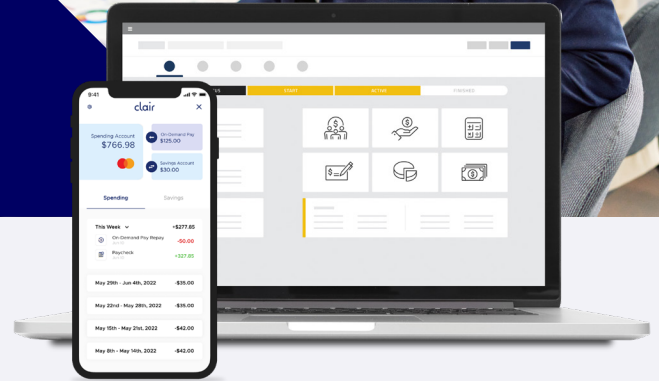 START
ACTIVE
FINISHED
9:41
clair
Spending Account
$766.98
On-Demand Pay
$125.00
Savings Account
$30.00
Spending
Savings
This Week
+$277.85
On-Demand Pay Repay
-50.00
Paycheck
+327.85
May 29th - Jun 4th, 2022
-$35.00
May 22nd - May 28th, 2022
-$35.00
May 15th - May 21st, 2022
-$42.00
May 8th - May 14th, 2022
-$42.00